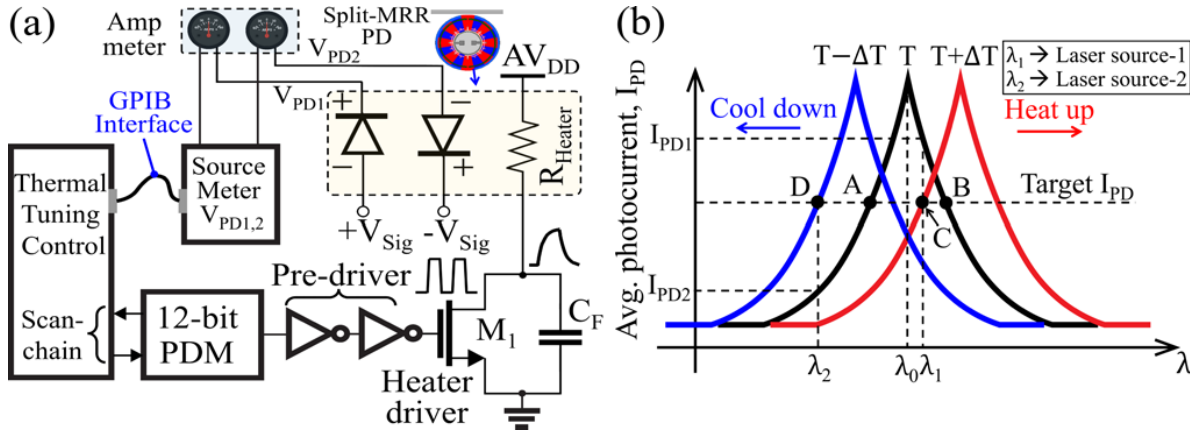 (a)
Amp
meter
Split-MRR
PD
V_PD2
AV_DD
V_PD1
GPIB
Interface
+
−
−
+
R_Heater
Thermal
Tuning
Control
Source
Meter
V_PD1,2
+V_Sig
-V_Sig
Pre-driver
Scan-
chain
12-bit
PDM
M_1
C_F
Heater
driver
(b)
T−ΔT
T
T+ΔT
λ_1 → Laser source-1
λ_2 → Laser source-2
Cool down
Heat up
Avg. photocurrent, I_PD
I_PD1
Target I_PD
D
A
B
C
I_PD2
λ_2
λ_0
λ_1
λ